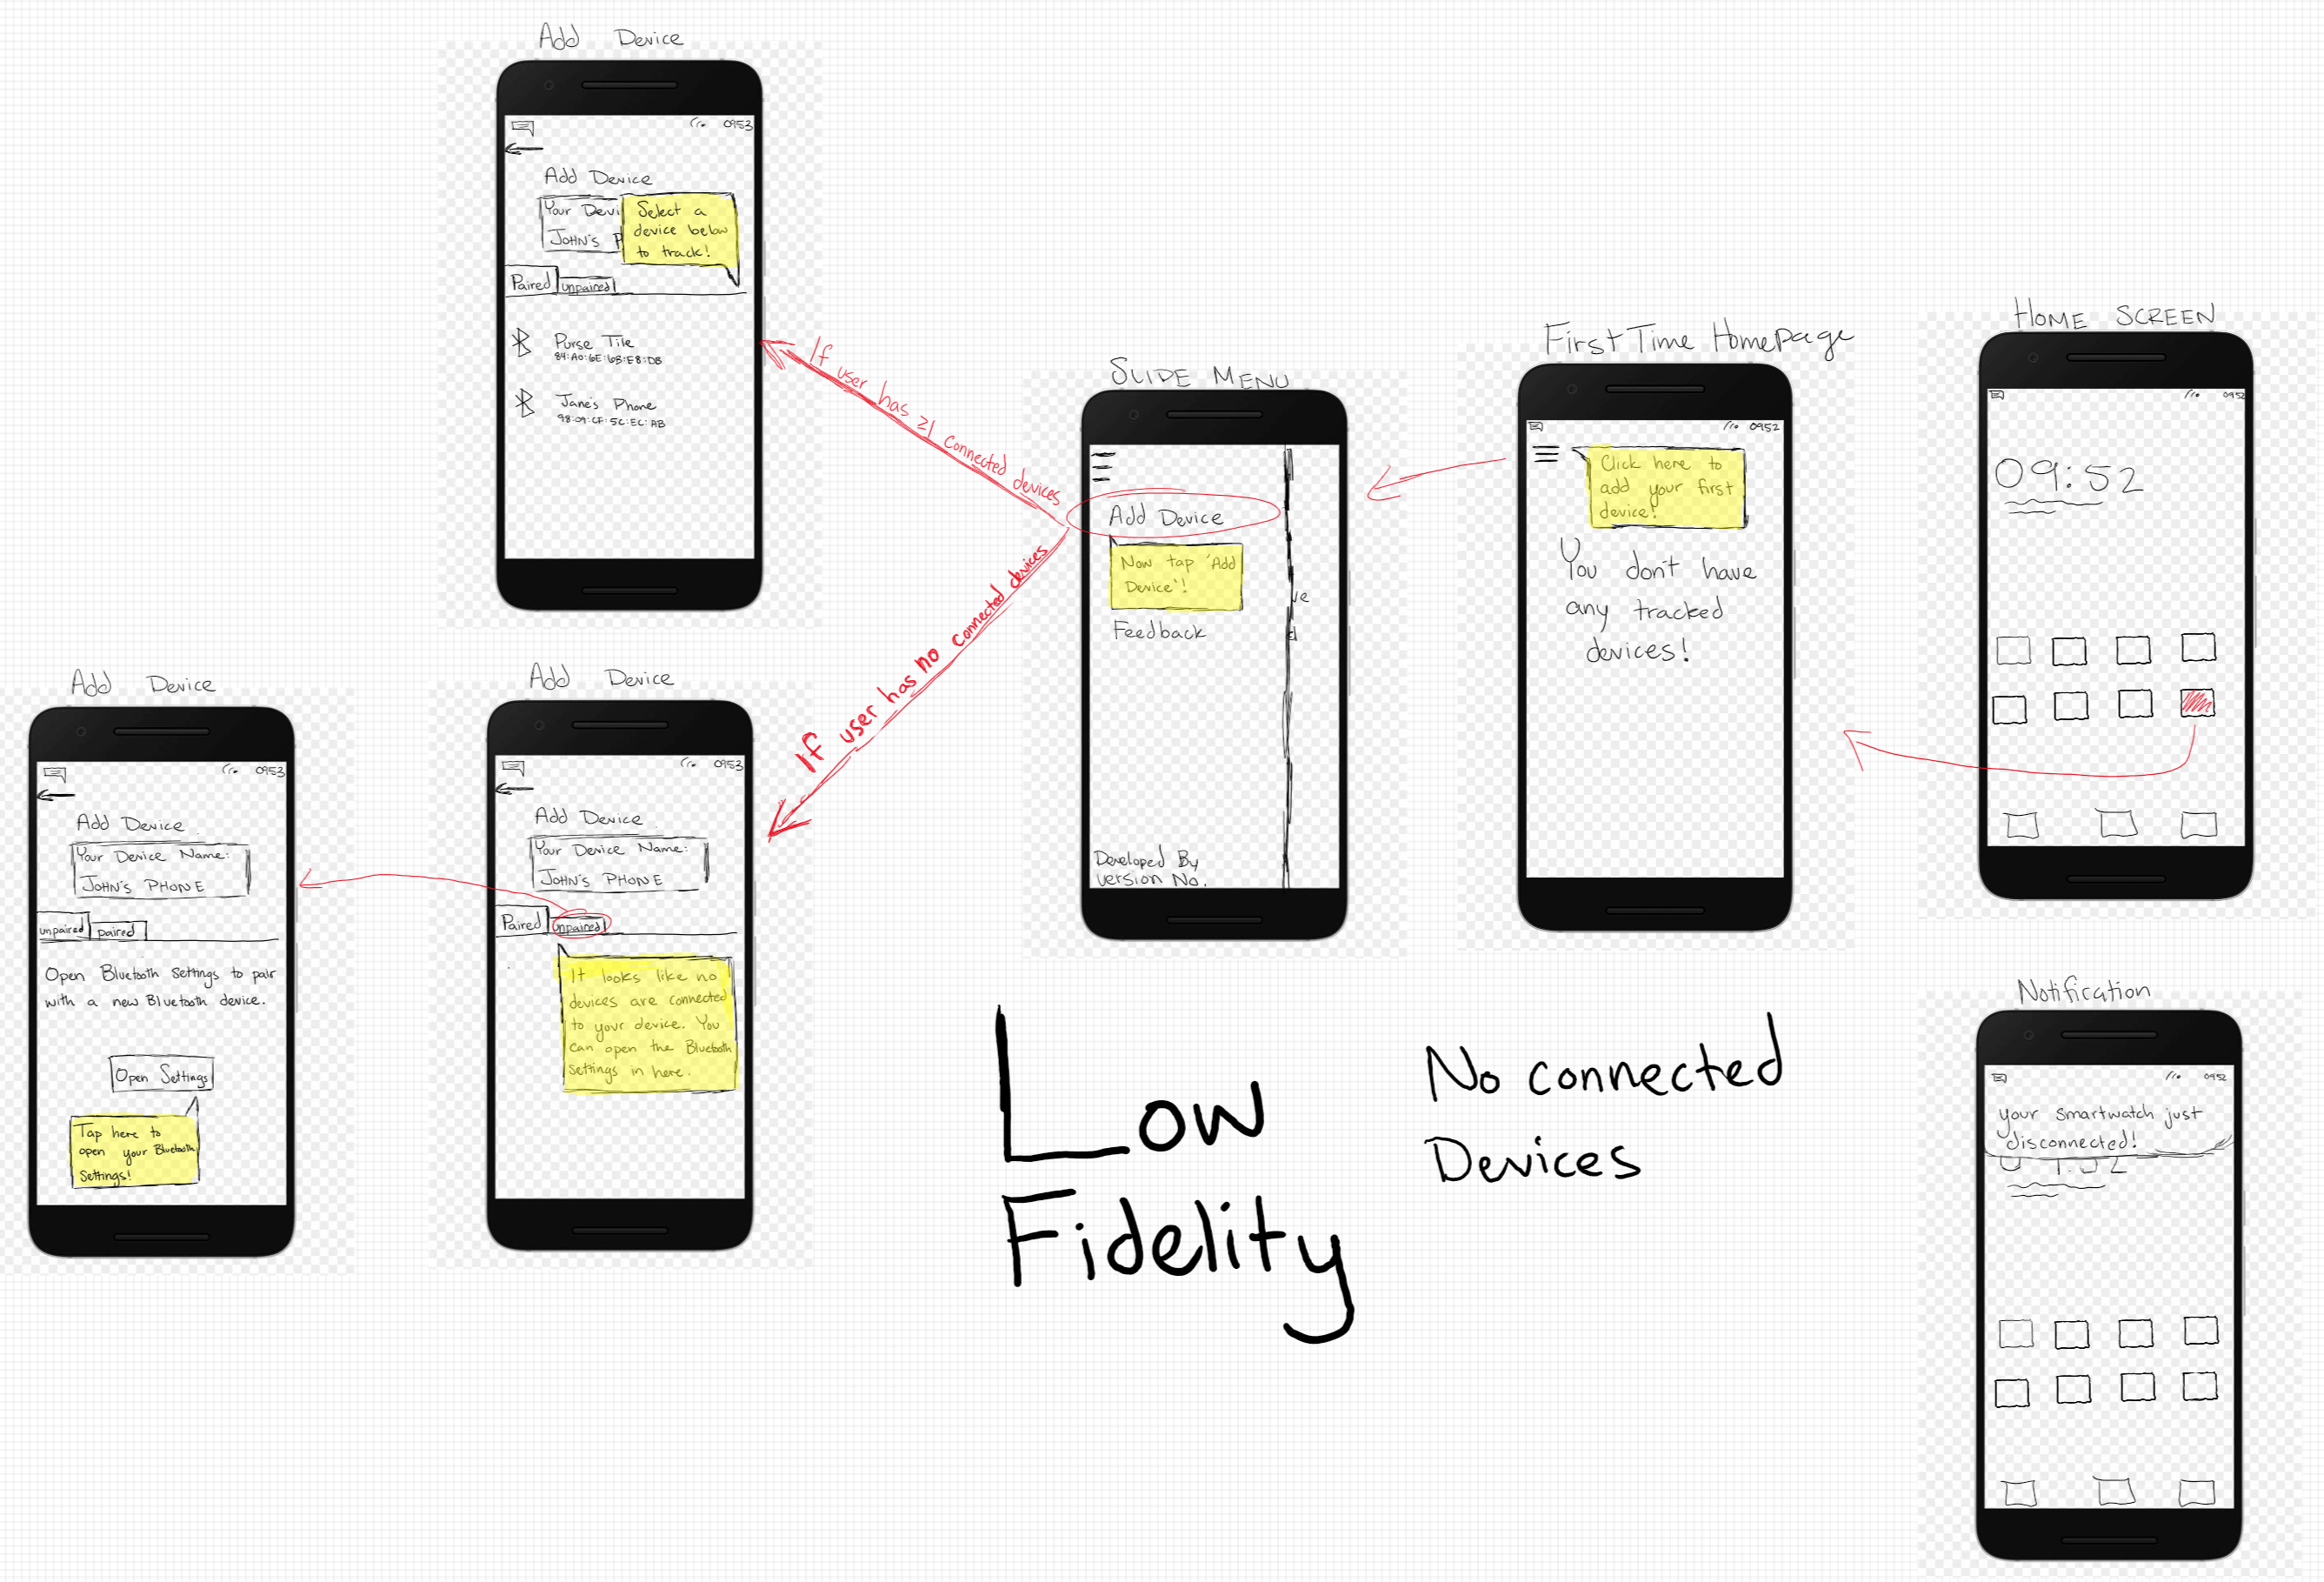 Add Device
0953
Add Device
Your Devi
JOHN'S P
Select a
device below
to track!
Paired
unpaired
Purse Tile
84:A0:6E:6B:E8:DB
Jane's Phone
98:09:CF:5C:EC:AB
If user has ≥1 connected devices
If user has no connected devices
SLIDE MENU
Add Device
Now tap 'Add
Device'!
ve
d
Feedback
Developed By
version No.
First Time Homepage
0952
Click here to
add your first
device!
You don't have
any tracked
devices!
HOME SCREEN
0952
09:52
Add Device
0953
Add Device
Your Device Name:
JOHN'S PHONE
unpaired
paired
Open Bluetooth Settings to pair
with a new Bluetooth device.
Open Settings
Tap here to
open your Bluetooth
Settings!
Add Device
0953
Add Device
Your Device Name:
JOHN'S PHONE
Paired
unpaired
It looks like no
devices are connected
to your device. You
can open the Bluetooth
Settings in here.
Low
Fidelity
No connected
Devices
Notification
0952
your smartwatch just
disconnected!